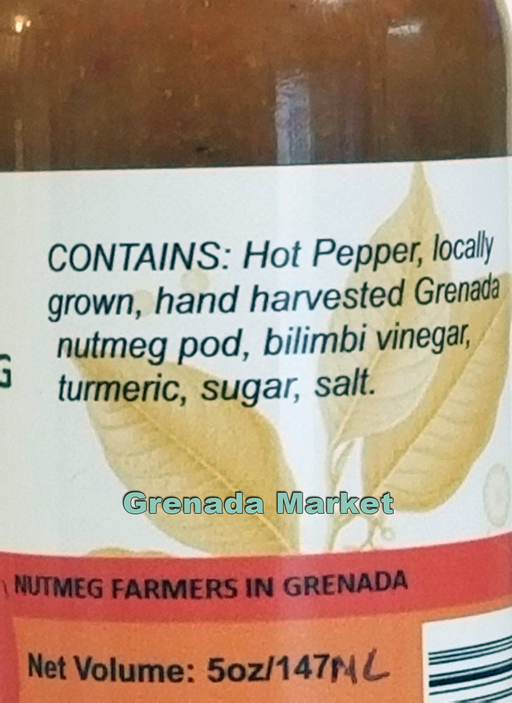 CONTAINS: Hot Pepper, locally
grown, hand harvested Grenada
nutmeg pod, bilimbi vinegar,
G
turmeric, sugar, salt.
Grenada Market
NUTMEG FARMERS IN GRENADA
Net Volume: 5oz/147ML